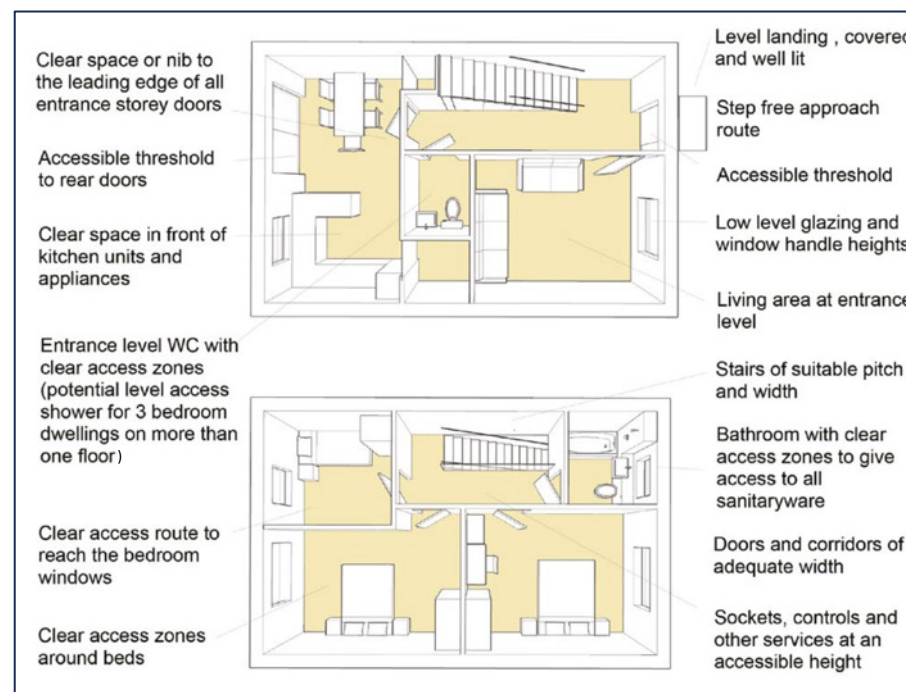 Clear space or nib to
the leading edge of all
entrance storey doors
Accessible threshold
to rear doors
Clear space in front of
kitchen units and
appliances
Entrance level WC with
clear access zones
(potential level access
shower for 3 bedroom
dwellings on more than
one floor)
Clear access route to
reach the bedroom
windows
Clear access zones
around beds
Level landing , covered
and well lit
Step free approach
route
Accessible threshold
Low level glazing and
window handle heights
Living area at entrance
level
Stairs of suitable pitch
and width
Bathroom with clear
access zones to give
access to all
sanitaryware
Doors and corridors of
adequate width
Sockets, controls and
other services at an
accessible height